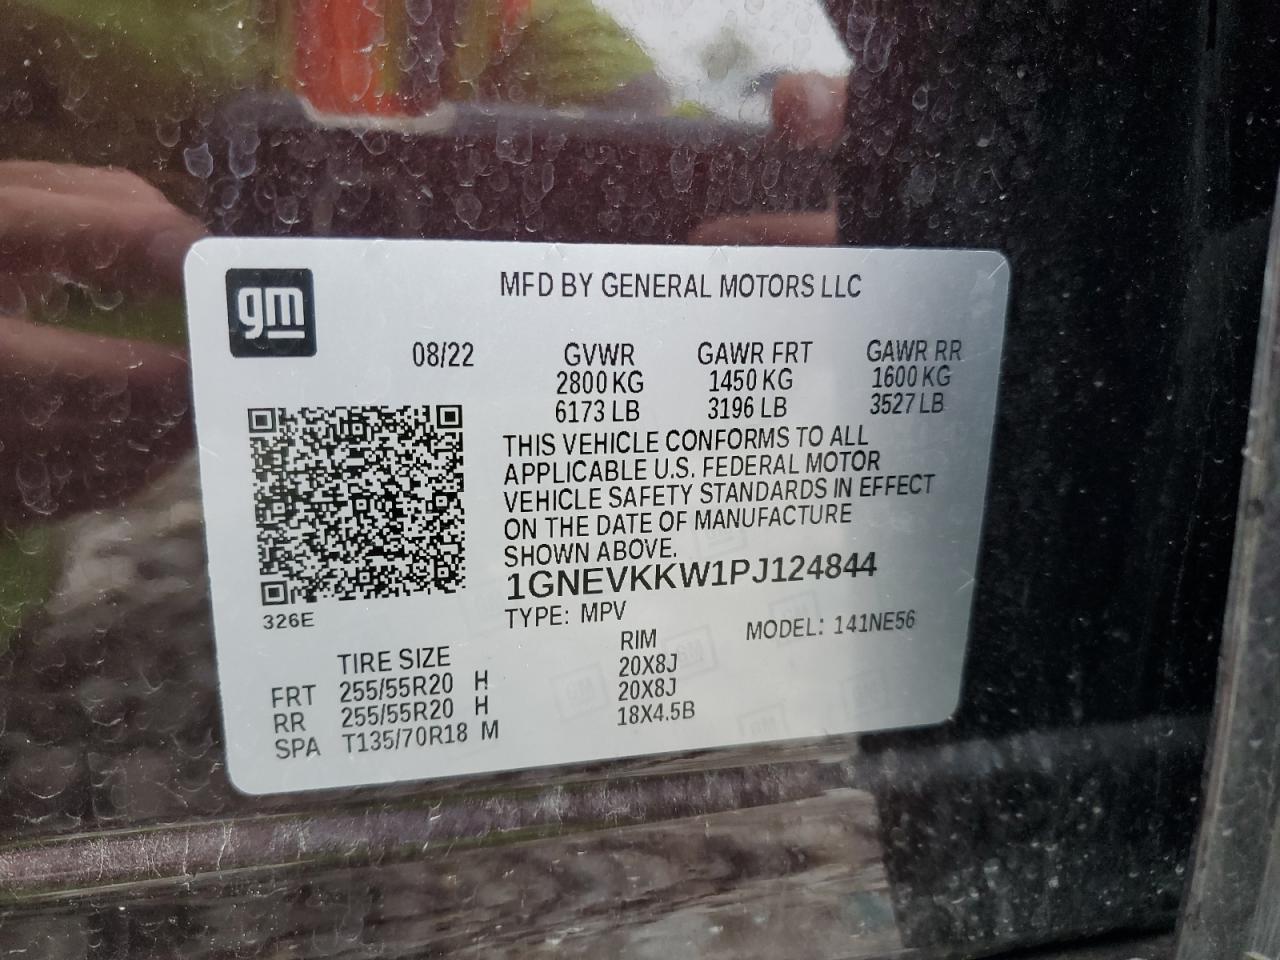 gm
MFD BY GENERAL MOTORS LLC
08/22 GVWR GAWR FRT GAWR RR
2800 KG 1450 KG 1600 KG
6173 LB 3196 LB 3527 LB
THIS VEHICLE CONFORMS TO ALL
APPLICABLE U.S. FEDERAL MOTOR
VEHICLE SAFETY STANDARDS IN EFFECT
ON THE DATE OF MANUFACTURE
SHOWN ABOVE.
1GNEVKKW1PJ124844
326E
TYPE: MPV MODEL: 141NE56
TIRE SIZE RIM
FRT 255/55R20 H 20X8J
RR 255/55R20 H 20X8J
SPA T135/70R18 M 18X4.5B